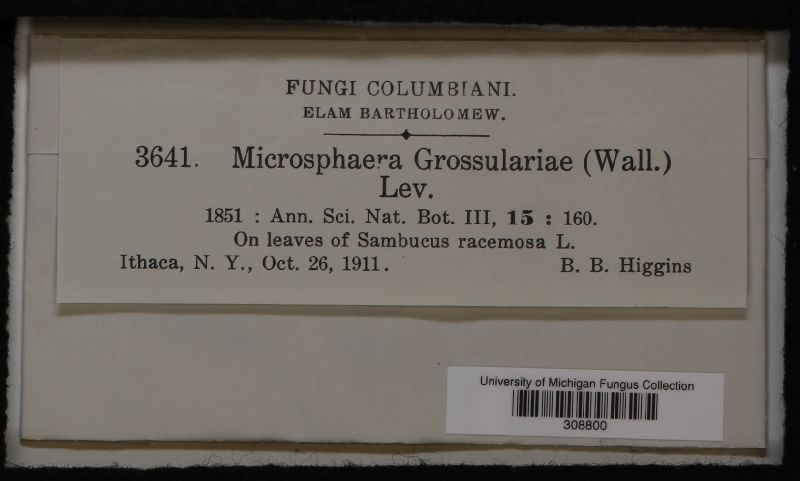 FUNGI COLUMBIANI.
ELAM BARTHOLOMEW.
3641. Microsphaera Grossulariae (Wall.)
Lev.
1851 : Ann. Sci. Nat. Bot. III, 15 : 160.
On leaves of Sambucus racemosa L.
Ithaca, N. Y., Oct. 26, 1911. B. B. Higgins
University of Michigan Fungus Collection
308800